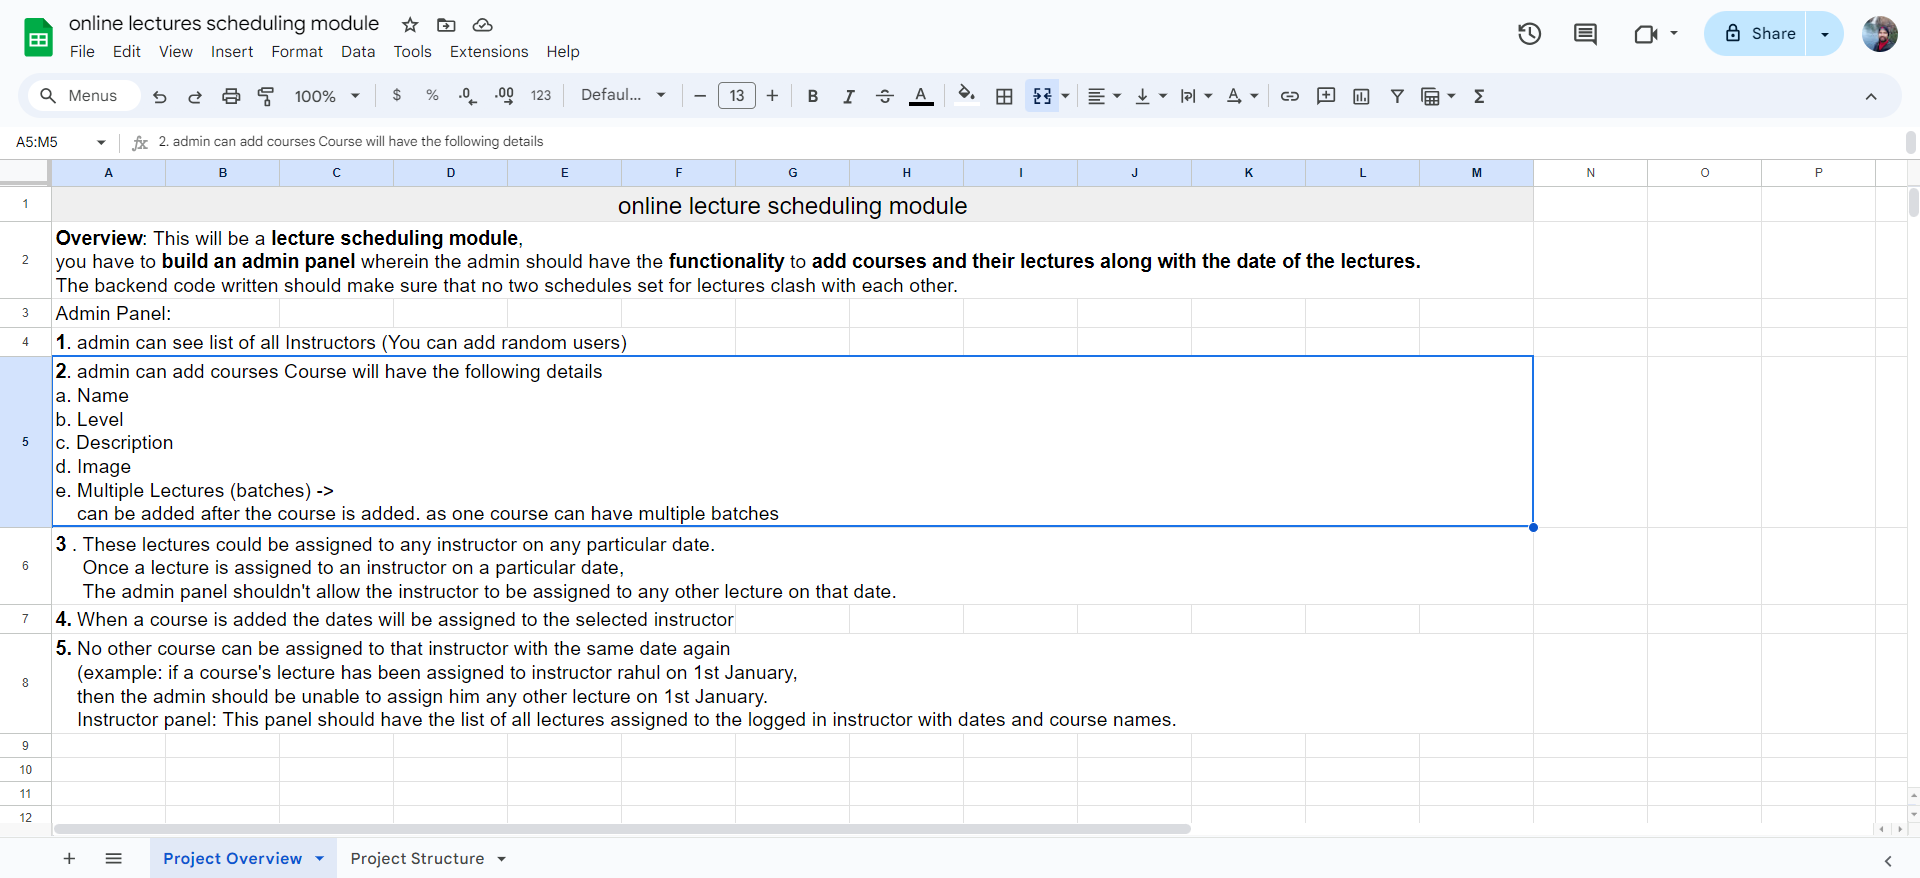 online lectures scheduling module
File Edit View Insert Format Data Tools Extensions Help
Share
Menus 100% $ % .0 .00 123 Defaul... − 13 + B I A A Σ
A5:M5 fx 2. admin can add courses Course will have the following details
A B C D E F G H I J K L M N O P
1 online lecture scheduling module
2 Overview: This will be a lecture scheduling module,
you have to build an admin panel wherein the admin should have the functionality to add courses and their lectures along with the date of the lectures.
The backend code written should make sure that no two schedules set for lectures clash with each other.
3 Admin Panel:
4 1. admin can see list of all Instructors (You can add random users)
5 2. admin can add courses Course will have the following details
a. Name
b. Level
c. Description
d. Image
e. Multiple Lectures (batches) ->
can be added after the course is added. as one course can have multiple batches
6 3 . These lectures could be assigned to any instructor on any particular date.
Once a lecture is assigned to an instructor on a particular date,
The admin panel shouldn't allow the instructor to be assigned to any other lecture on that date.
7 4. When a course is added the dates will be assigned to the selected instructor
8 5. No other course can be assigned to that instructor with the same date again
(example: if a course's lecture has been assigned to instructor rahul on 1st January,
then the admin should be unable to assign him any other lecture on 1st January.
Instructor panel: This panel should have the list of all lectures assigned to the logged in instructor with dates and course names.
9
10
11
12
+ Project Overview Project Structure